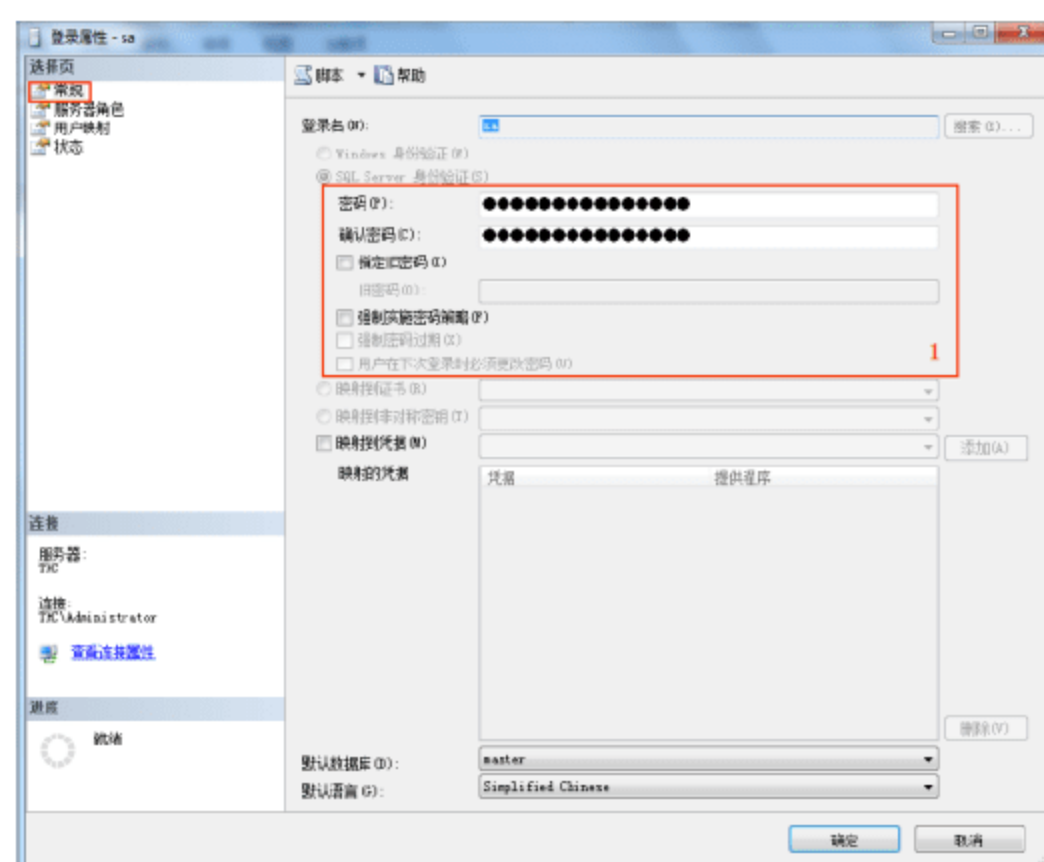 登录属性 - sa
选择页
常规
服务器角色
用户映射
状态
脚本
帮助
登录名(N):
sa
搜索(E)...
Windows 身份验证(W)
SQL Server 身份验证(S)
密码(P):
●●●●●●●●●●●●●●●
确认密码(C):
●●●●●●●●●●●●●●●
指定旧密码(I)
旧密码(O):
强制实施密码策略(F)
强制密码过期(X)
用户在下次登录时必须更改密码(U)
1
映射到证书(R)
映射到非对称密钥(T)
映射到凭据(M)
添加(A)
映射的凭据
凭据
提供程序
删除(V)
默认数据库(D):
master
默认语言(G):
Simplified Chinese
连接
服务器:
连接:
\Administrator
查看连接属性
进度
就绪
确定
取消